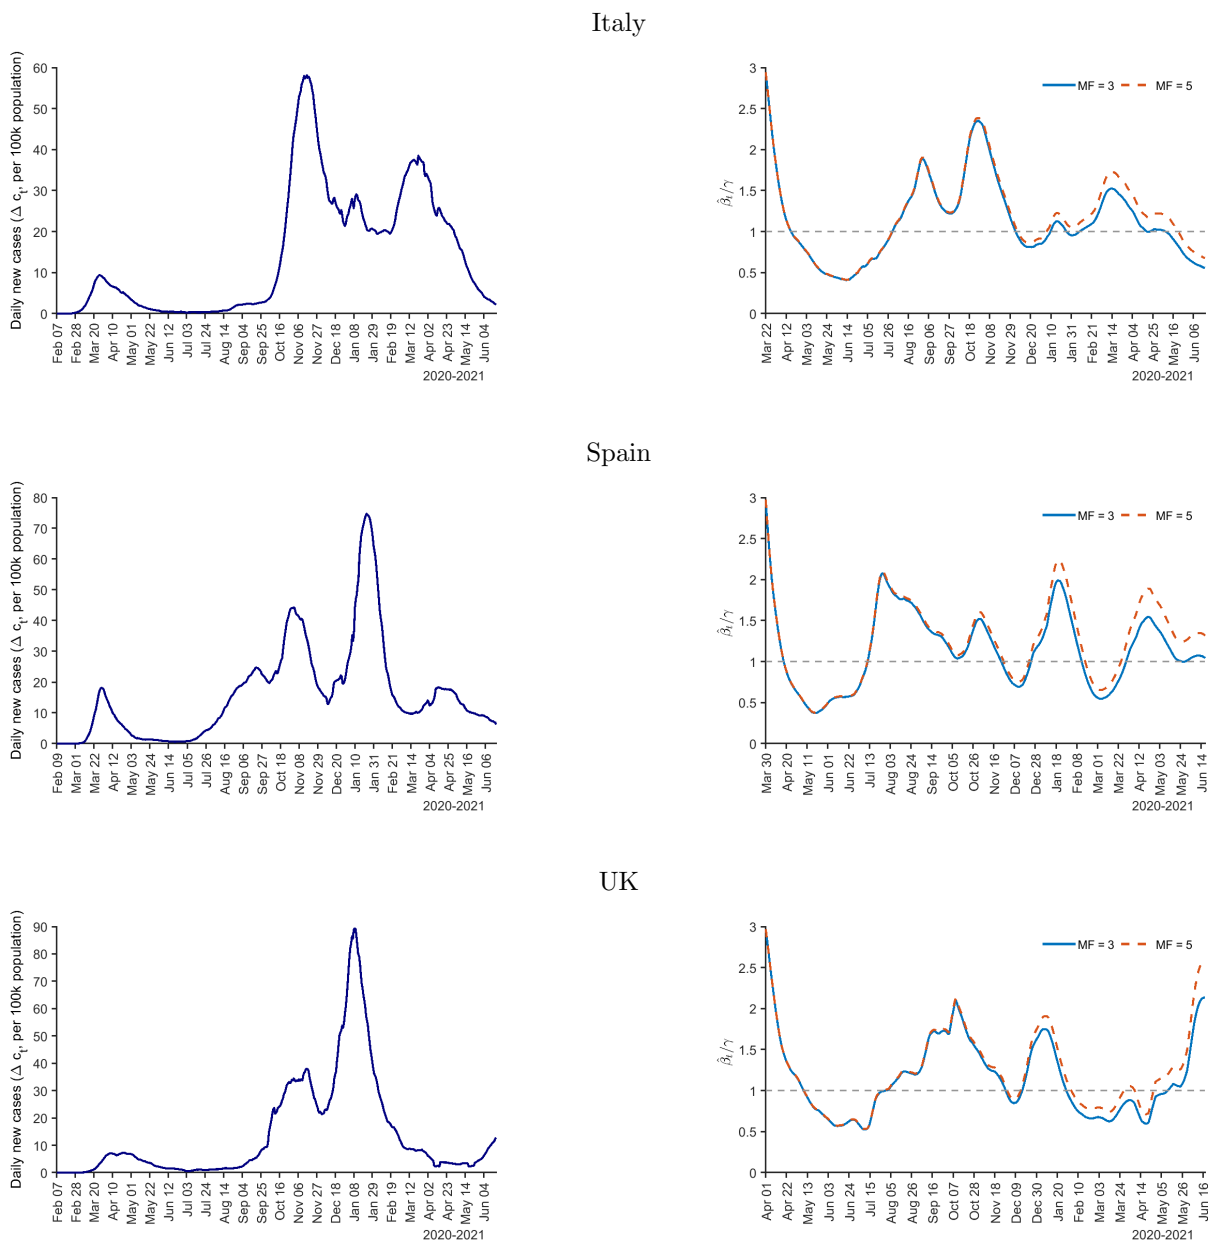 Italy
Daily new cases (Δ cₜ, per 100k population)
60
50
40
30
20
10
0
Feb 07
Feb 28
Mar 20
Apr 10
May 01
May 22
Jun 12
Jul 03
Jul 24
Aug 14
Sep 04
Sep 25
Oct 16
Nov 06
Nov 27
Dec 18
Jan 08
Jan 29
Feb 19
Mar 12
Apr 02
Apr 23
May 14
Jun 04
2020-2021
β̂ₜ/γ
3
2.5
2
1.5
1
0.5
0
MF = 3
MF = 5
Mar 22
Apr 12
May 03
May 24
Jun 14
Jul 05
Jul 26
Aug 16
Sep 06
Sep 27
Oct 18
Nov 08
Nov 29
Dec 20
Jan 10
Jan 31
Feb 21
Mar 14
Apr 04
Apr 25
May 16
Jun 06
2020-2021
Spain
Daily new cases (Δ cₜ, per 100k population)
80
70
60
50
40
30
20
10
0
Feb 09
Mar 01
Mar 22
Apr 12
May 03
May 24
Jun 14
Jul 05
Jul 26
Aug 16
Sep 06
Sep 27
Oct 18
Nov 08
Nov 29
Dec 20
Jan 10
Jan 31
Feb 21
Mar 14
Apr 04
Apr 25
May 16
Jun 06
2020-2021
β̂ₜ/γ
3
2.5
2
1.5
1
0.5
0
MF = 3
MF = 5
Mar 30
Apr 20
May 11
Jun 01
Jun 22
Jul 13
Aug 03
Aug 24
Sep 14
Oct 05
Oct 26
Nov 16
Dec 07
Dec 28
Jan 18
Feb 08
Mar 01
Mar 22
Apr 12
May 03
May 24
Jun 14
2020-2021
UK
Daily new cases (Δ cₜ, per 100k population)
90
80
70
60
50
40
30
20
10
0
Feb 07
Feb 28
Mar 20
Apr 10
May 01
May 22
Jun 12
Jul 03
Jul 24
Aug 14
Sep 04
Sep 25
Oct 16
Nov 06
Nov 27
Dec 18
Jan 08
Jan 29
Feb 19
Mar 12
Apr 02
Apr 23
May 14
Jun 04
2020-2021
β̂ₜ/γ
3
2.5
2
1.5
1
0.5
0
MF = 3
MF = 5
Apr 01
Apr 22
May 13
Jun 03
Jun 24
Jul 15
Aug 05
Aug 26
Sep 16
Oct 07
Oct 28
Nov 18
Dec 09
Dec 30
Jan 20
Feb 10
Mar 03
Mar 24
Apr 14
May 05
May 26
Jun 16
2020-2021